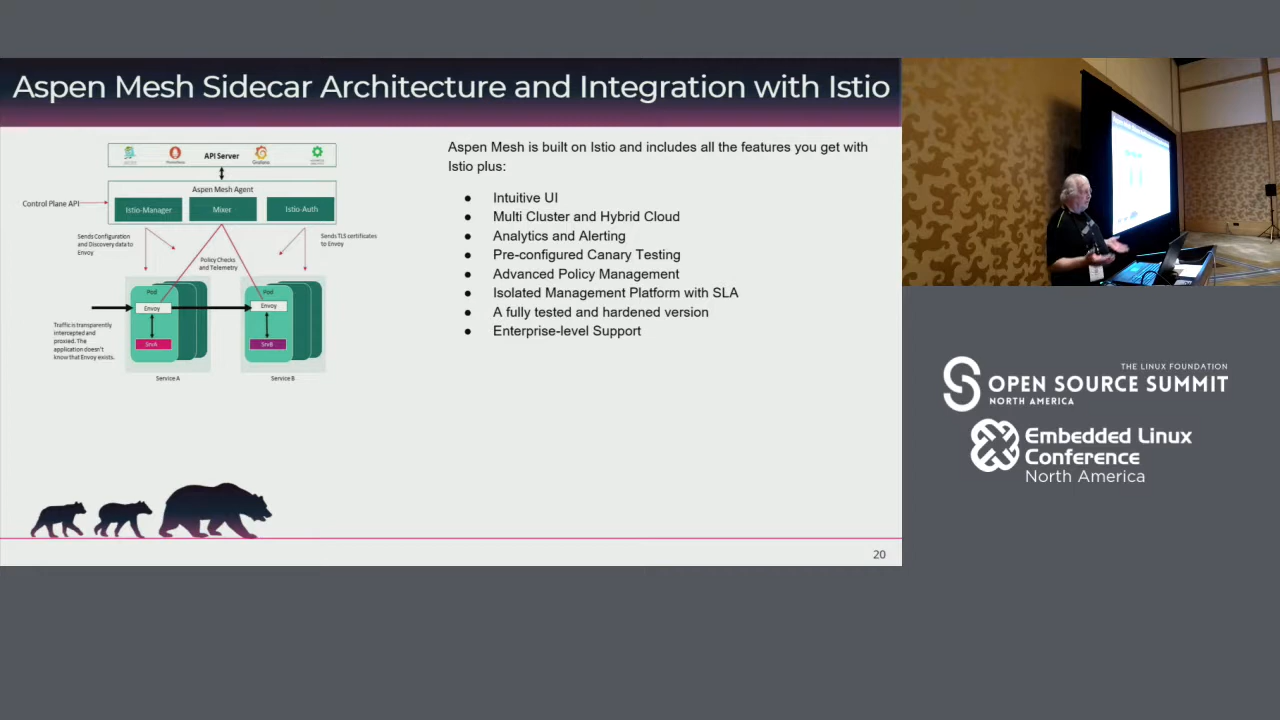 Aspen Mesh Sidecar Architecture and Integration with Istio
API Server
Prometheus
Grafana
Aspen Mesh Agent
Control Plane API
Istio-Manager
Mixer
Istio-Auth
Sends Configuration
and Discovery data to
Envoy
Sends TLS certificates
to Envoy
Policy Checks
and Telemetry
Pod
Pod
Envoy
Envoy
Traffic is transparently
intercepted and
proxied. The
application doesn't
know that Envoy exists.
SrvA
SrvB
Service A
Service B
Aspen Mesh is built on Istio and includes all the features you get with
Istio plus:
● Intuitive UI
● Multi Cluster and Hybrid Cloud
● Analytics and Alerting
● Pre-configured Canary Testing
● Advanced Policy Management
● Isolated Management Platform with SLA
● A fully tested and hardened version
● Enterprise-level Support
20
THE LINUX FOUNDATION
OPEN SOURCE SUMMIT
NORTH AMERICA
Embedded Linux
Conference
North America